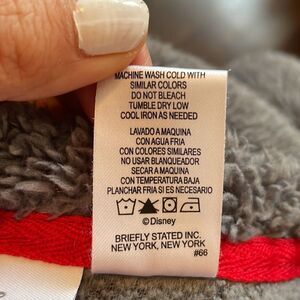 MACHINE WASH COLD WITH
SIMILAR COLORS
DO NOT BLEACH
TUMBLE DRY LOW
COOL IRON AS NEEDED
LAVADO A MAQUINA
CON AGUA FRIA
CON COLORES SIMILARES
NO USAR BLANQUEADOR
SECAR A MAQUINA
CON TEMPERATURA BAJA
PLANCHAR FRIA SI ES NECESARIO
©Disney
BRIEFLY STATED INC.
NEW YORK, NEW YORK
#66